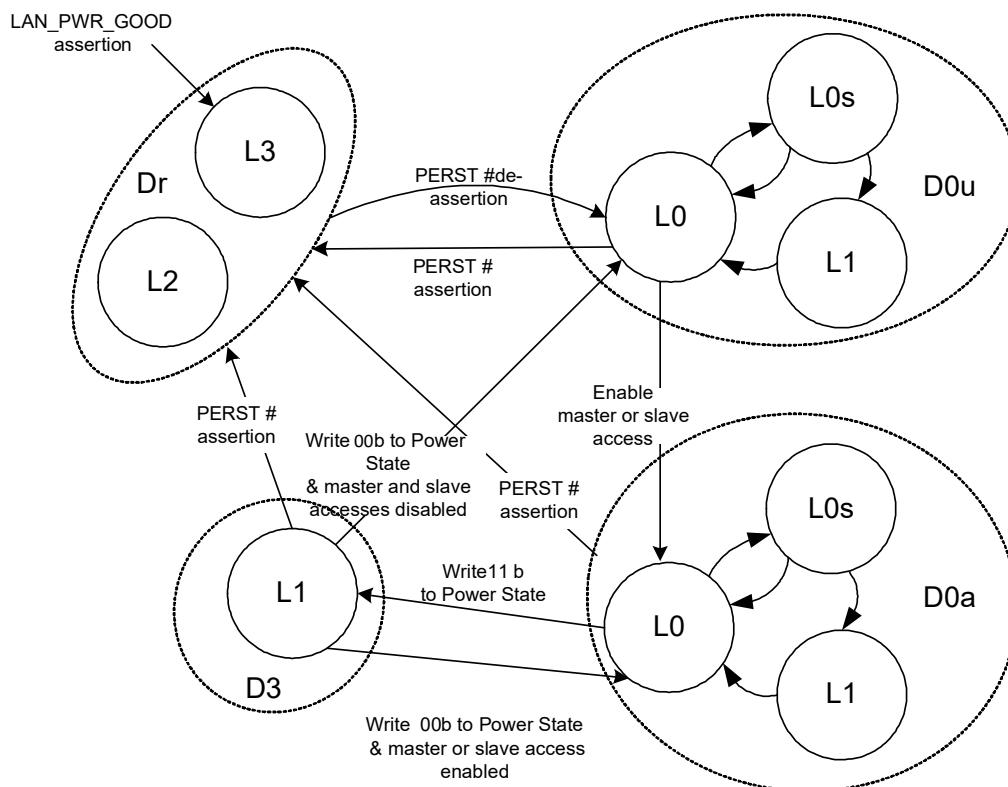 LAN_PWR_GOOD
assertion
L3
Dr
L2
PERST #de-
assertion
PERST #
assertion
L0s
D0u
L0
L1
Enable
master or slave
access
PERST #
assertion
Write 00b to Power
State
& master and slave
accesses disabled
PERST #
assertion
L0s
D0a
L0
L1
Write11 b
to Power State
L1
D3
Write  00b to Power State
& master or slave access
enabled